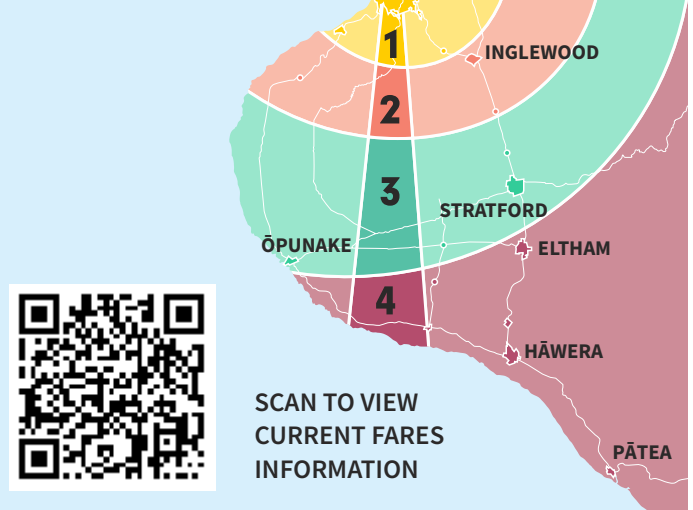 1
INGLEWOOD
2
3
STRATFORD
ŌPUNAKE
ELTHAM
4
HĀWERA
SCAN TO VIEW
CURRENT FARES
INFORMATION
PĀTEA